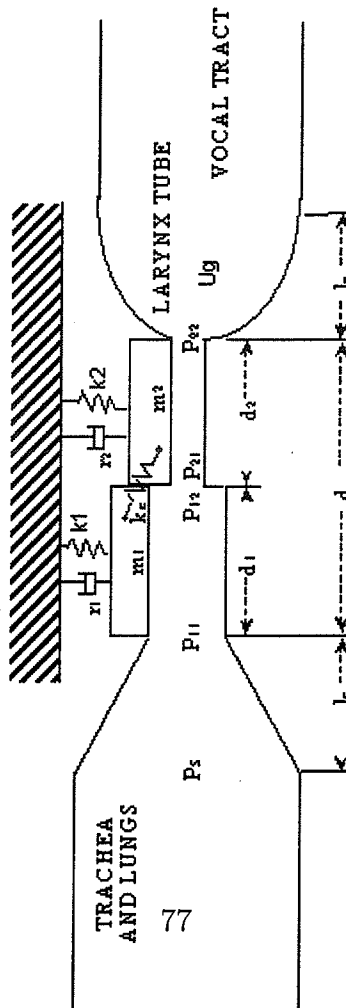 TRACHEA
AND LUNGS
77
Ps
r1
k1
m1
kc
r2
k2
m2
P11
P12
P21
P22
Ug
LARYNX TUBE
VOCAL TRACT
d1
d2
d